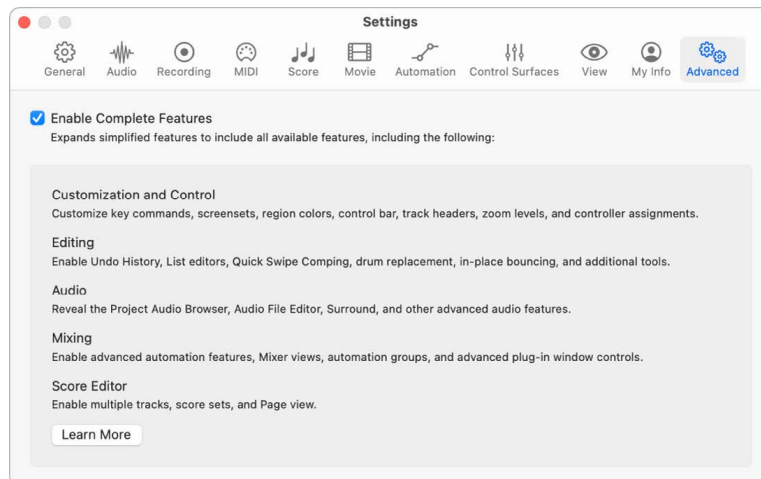 Settings
General Audio Recording MIDI Score Movie Automation Control Surfaces View My Info Advanced
Enable Complete Features
Expands simplified features to include all available features, including the following:
Customization and Control
Customize key commands, screensets, region colors, control bar, track headers, zoom levels, and controller assignments.
Editing
Enable Undo History, List editors, Quick Swipe Comping, drum replacement, in-place bouncing, and additional tools.
Audio
Reveal the Project Audio Browser, Audio File Editor, Surround, and other advanced audio features.
Mixing
Enable advanced automation features, Mixer views, automation groups, and advanced plug-in window controls.
Score Editor
Enable multiple tracks, score sets, and Page view.
Learn More